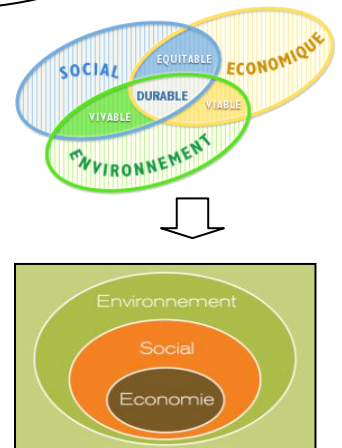 SOCIAL
EQUITABLE
ECONOMIQUE
DURABLE
VIVABLE
VIABLE
ENVIRONNEMENT
Environnement
Social
Economie